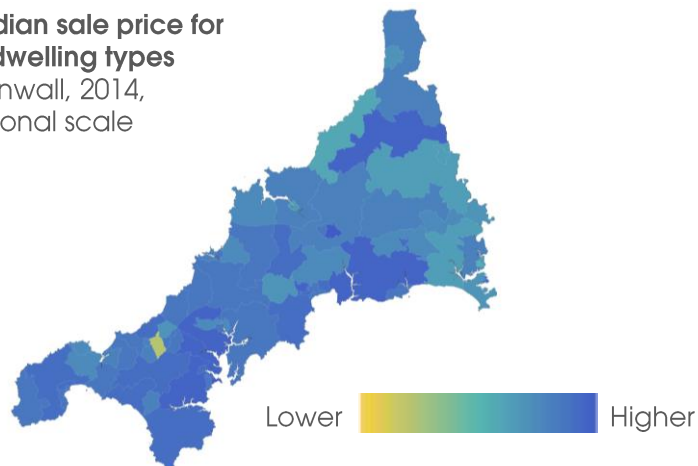 dian sale price for
dwelling types
nwall, 2014,
onal scale
Lower
Higher